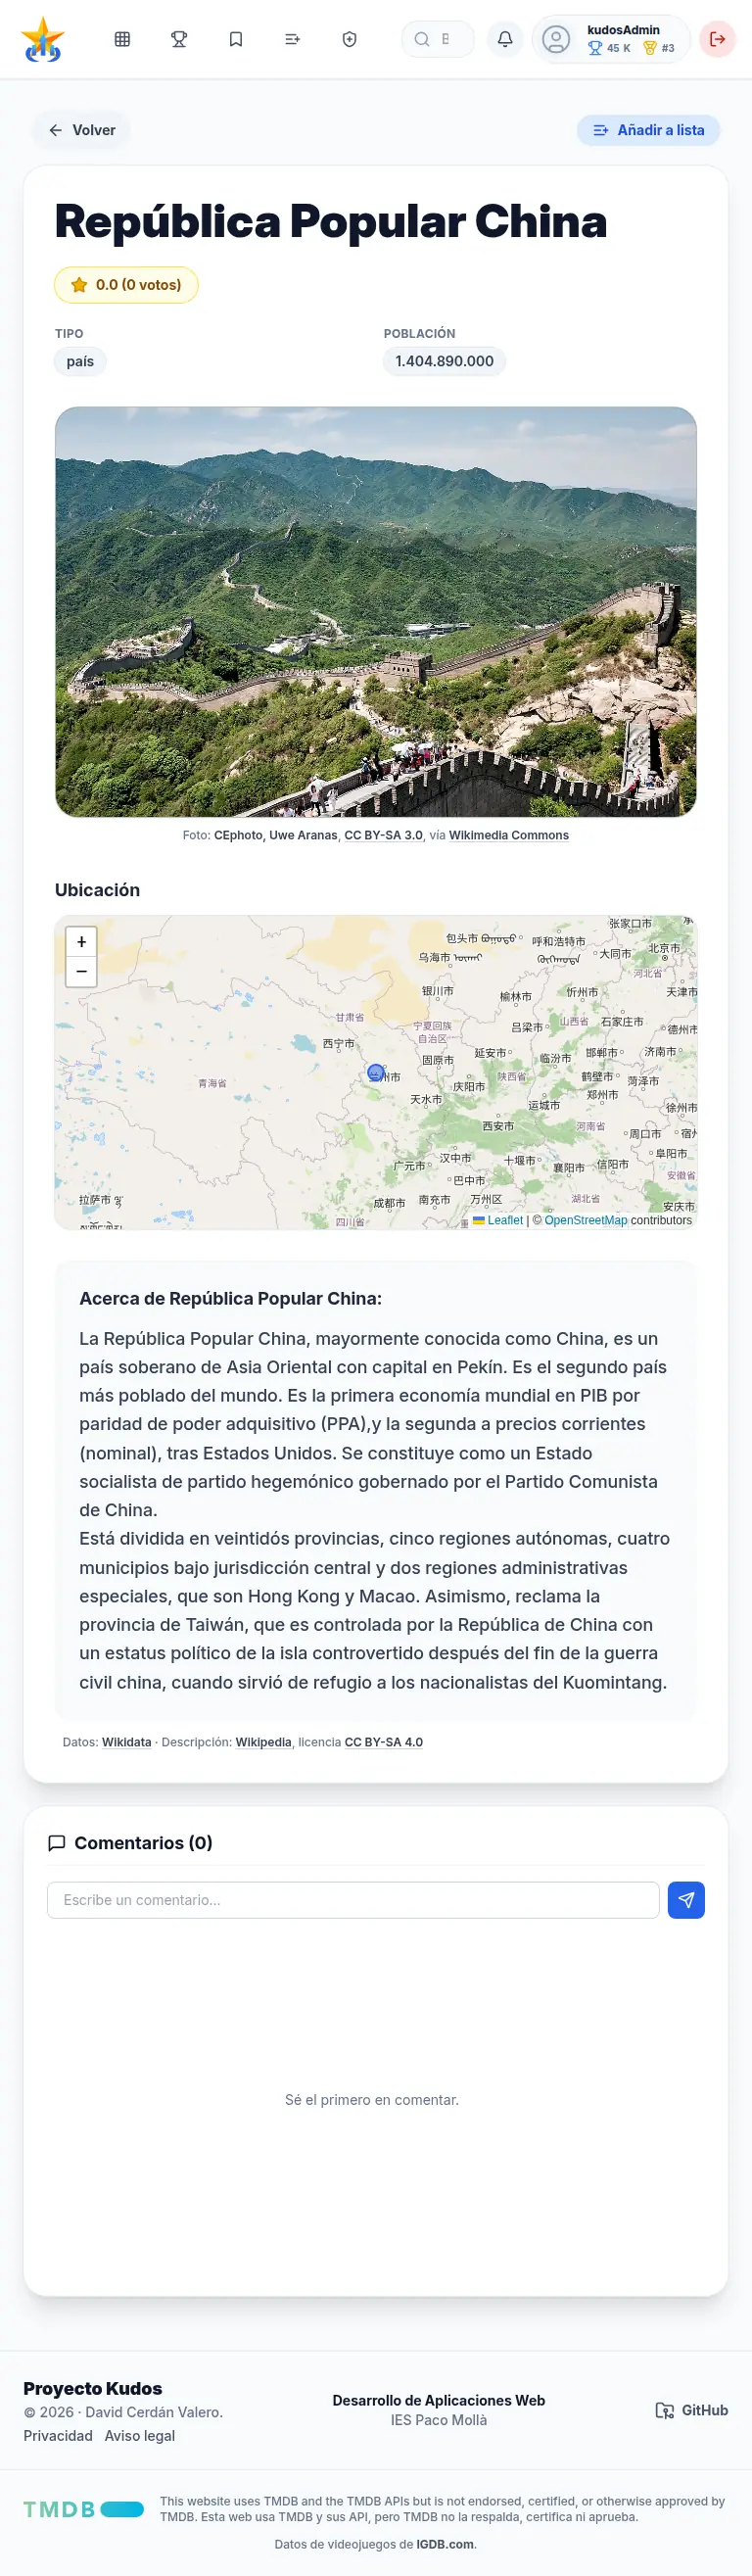 kudosAdmin
45 K #3
Volver
Añadir a lista
República Popular China
0.0 (0 votos)
TIPO
POBLACIÓN
país
1.404.890.000
Foto: CEphoto, Uwe Aranas, CC BY-SA 3.0, vía Wikimedia Commons
Ubicación
+
−
张家口市
包头市
呼和浩特市
北京市
乌海市
大同市
河北省
银川市
榆林市
忻州市
天津市
甘肃省
宁夏回族
自治区
吕梁市
山西省
石家庄市
德州市
西宁市
固原市
延安市
临汾市
邯郸市
济南市
青海省
庆阳市
陕西省
鹤壁市
菏泽市
天水市
运城市
郑州市
徐州市
西安市
河南省
周口市
宿州
广元市
汉中市
十堰市
襄阳市
信阳市
阜阳市
巴中市
安徽省
拉萨市
成都市
南充市
万州区
湖北省
安庆市
四川省
Leaflet | © OpenStreetMap contributors
Acerca de República Popular China:
La República Popular China, mayormente conocida como China, es un
país soberano de Asia Oriental con capital en Pekín. Es el segundo país
más poblado del mundo. Es la primera economía mundial en PIB por
paridad de poder adquisitivo (PPA),y la segunda a precios corrientes
(nominal), tras Estados Unidos. Se constituye como un Estado
socialista de partido hegemónico gobernado por el Partido Comunista
de China.
Está dividida en veintidós provincias, cinco regiones autónomas, cuatro
municipios bajo jurisdicción central y dos regiones administrativas
especiales, que son Hong Kong y Macao. Asimismo, reclama la
provincia de Taiwán, que es controlada por la República de China con
un estatus político de la isla controvertido después del fin de la guerra
civil china, cuando sirvió de refugio a los nacionalistas del Kuomintang.
Datos: Wikidata · Descripción: Wikipedia, licencia CC BY-SA 4.0
Comentarios (0)
Escribe un comentario...
Sé el primero en comentar.
Proyecto Kudos
© 2026 · David Cerdán Valero.
Privacidad Aviso legal
Desarrollo de Aplicaciones Web
IES Paco Mollà
GitHub
TMDB
This website uses TMDB and the TMDB APIs but is not endorsed, certified, or otherwise approved by
TMDB. Esta web usa TMDB y sus API, pero TMDB no la respalda, certifica ni aprueba.
Datos de videojuegos de IGDB.com.